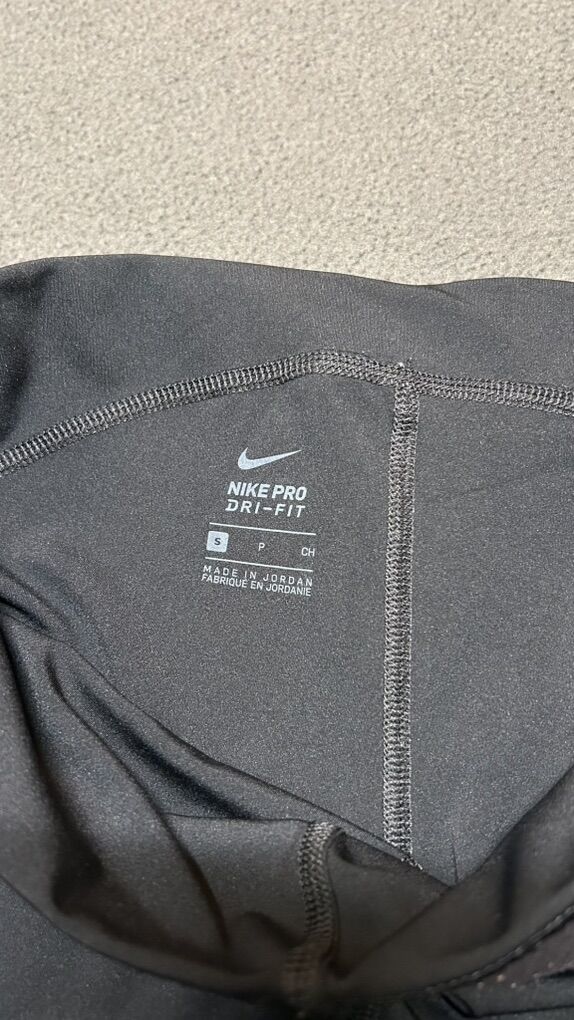 NIKE PRO
DRI-FIT
S P CH
MADE IN JORDAN
FABRIQUÉ EN JORDANIE